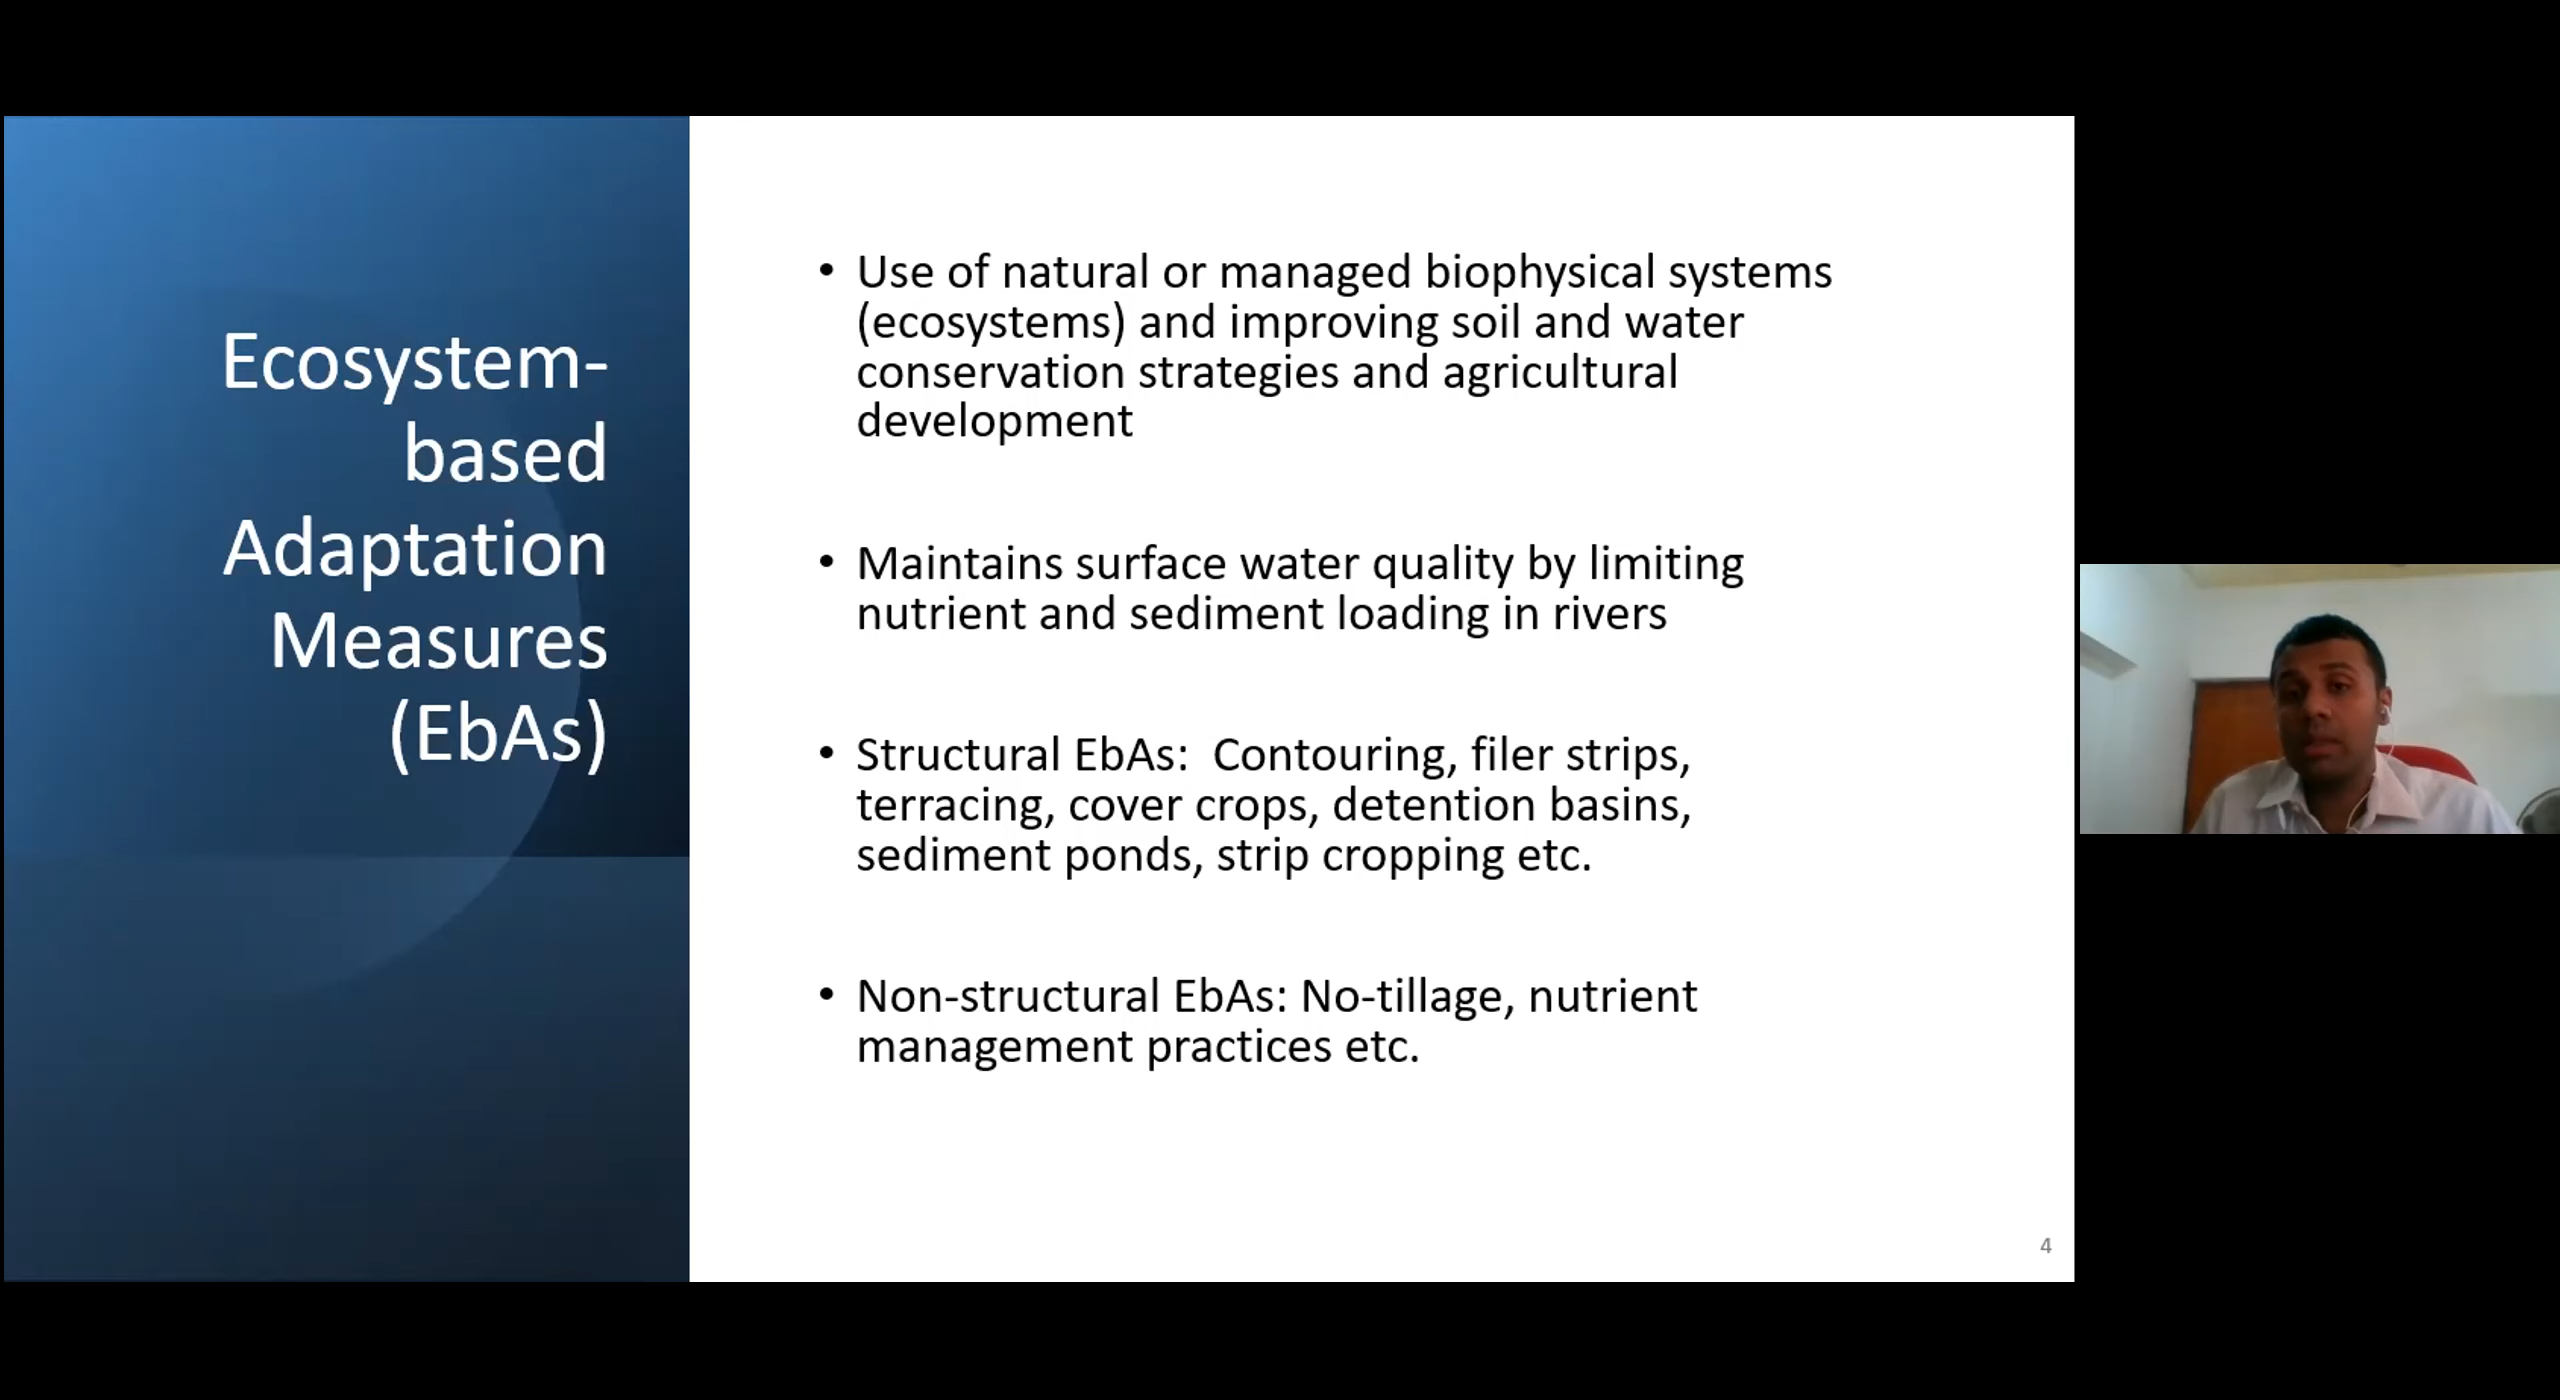 Ecosystem-
based
Adaptation
Measures
(EbAs)
• Use of natural or managed biophysical systems
(ecosystems) and improving soil and water
conservation strategies and agricultural
development
• Maintains surface water quality by limiting
nutrient and sediment loading in rivers
• Structural EbAs:  Contouring, filer strips,
terracing, cover crops, detention basins,
sediment ponds, strip cropping etc.
• Non-structural EbAs: No-tillage, nutrient
management practices etc.
4